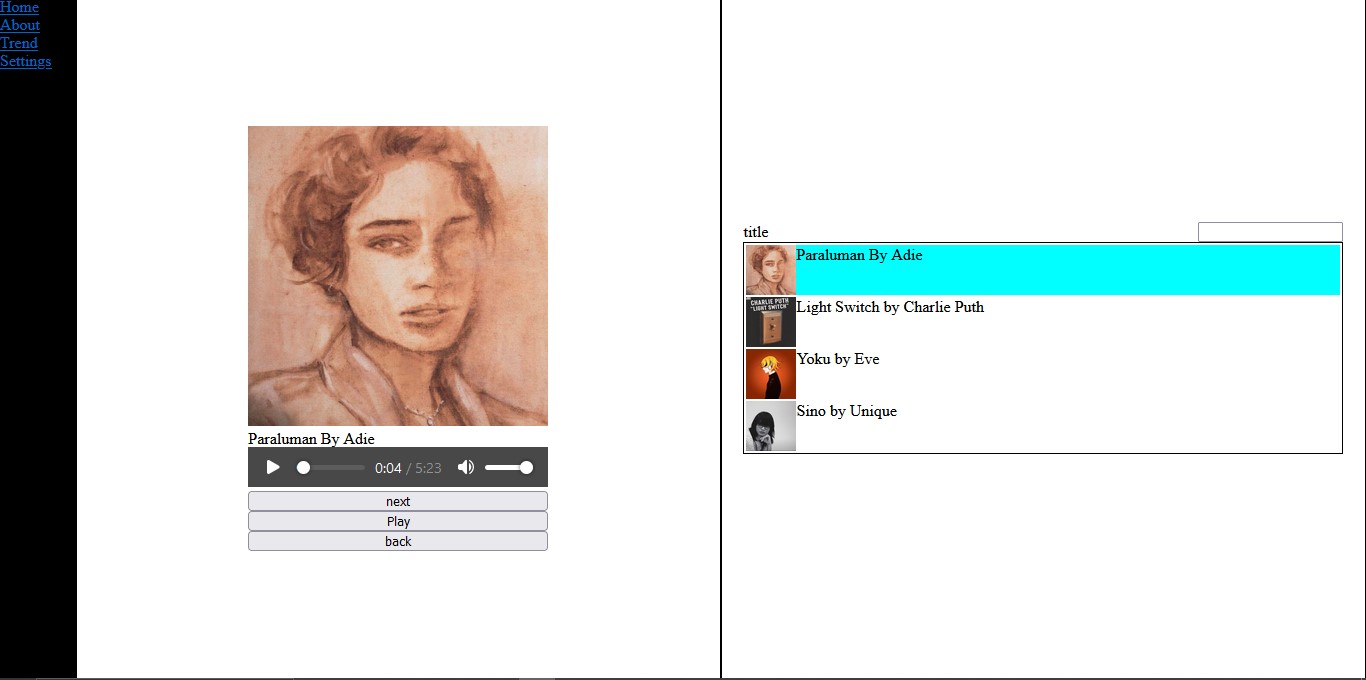 Home
About
Trend
Settings
Paraluman By Adie
0:04 / 5:23
next
Play
back
title
Paraluman By Adie
CHARLIE PUTH
"LIGHT SWITCH"
Light Switch by Charlie Puth
Yoku by Eve
Sino by Unique